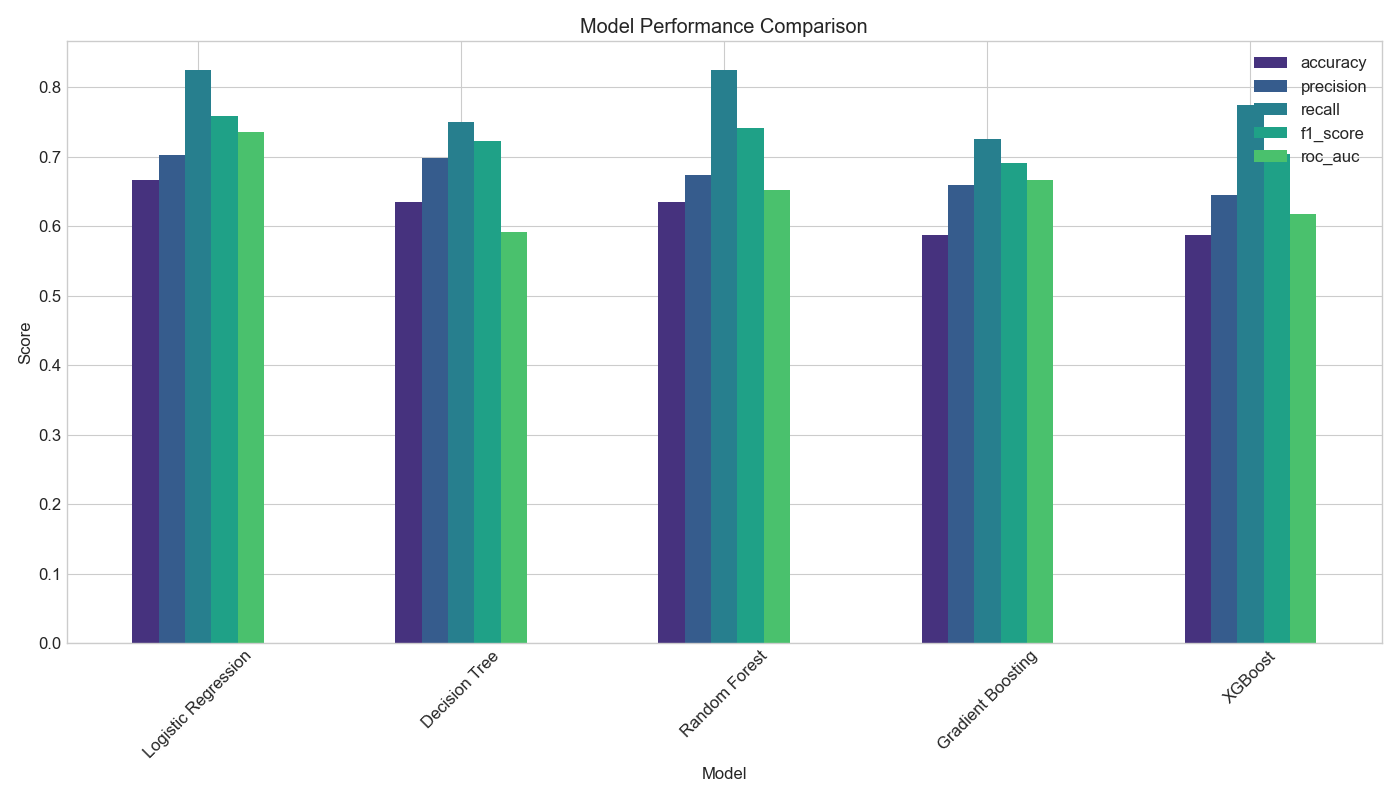 Model Performance Comparison
accuracy
precision
recall
f1_score
roc_auc
0.8
0.7
0.6
0.5
0.4
0.3
0.2
0.1
0.0
Score
Logistic Regression
Decision Tree
Random Forest
Gradient Boosting
XGBoost
Model